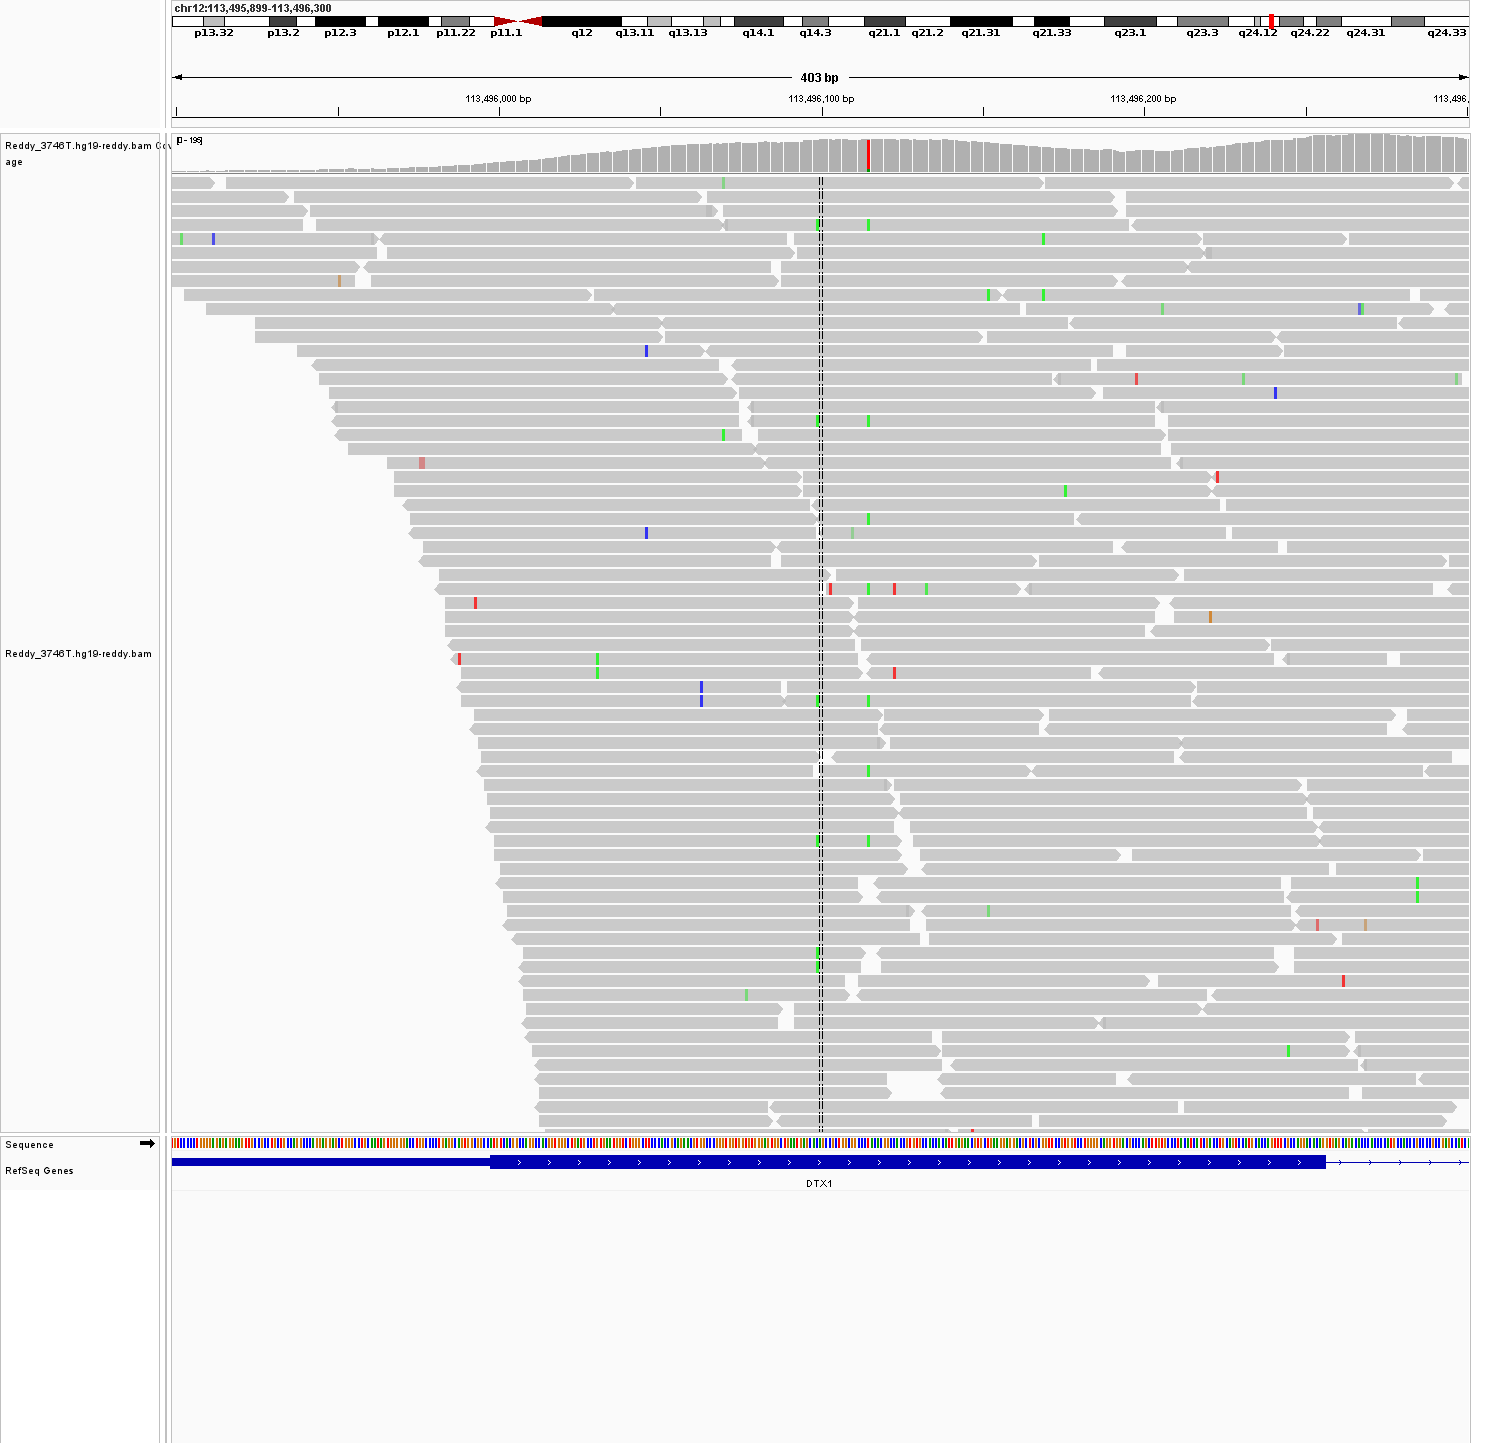 chr12:113,495,899-113,496,300
p13.32 p13.2 p12.3 p12.1 p11.22 p11.1 q12 q13.11 q13.13 q14.1 q14.3 q21.1 q21.2 q21.31 q21.33 q23.1 q23.3 q24.12 q24.22 q24.31 q24.33
403 bp
113,496,000 bp 113,496,100 bp 113,496,200 bp 113,496,
Reddy_3746T.hg19-reddy.bam Cov
age
[0 - 195]
Reddy_3746T.hg19-reddy.bam
Sequence
RefSeq Genes
DTX1